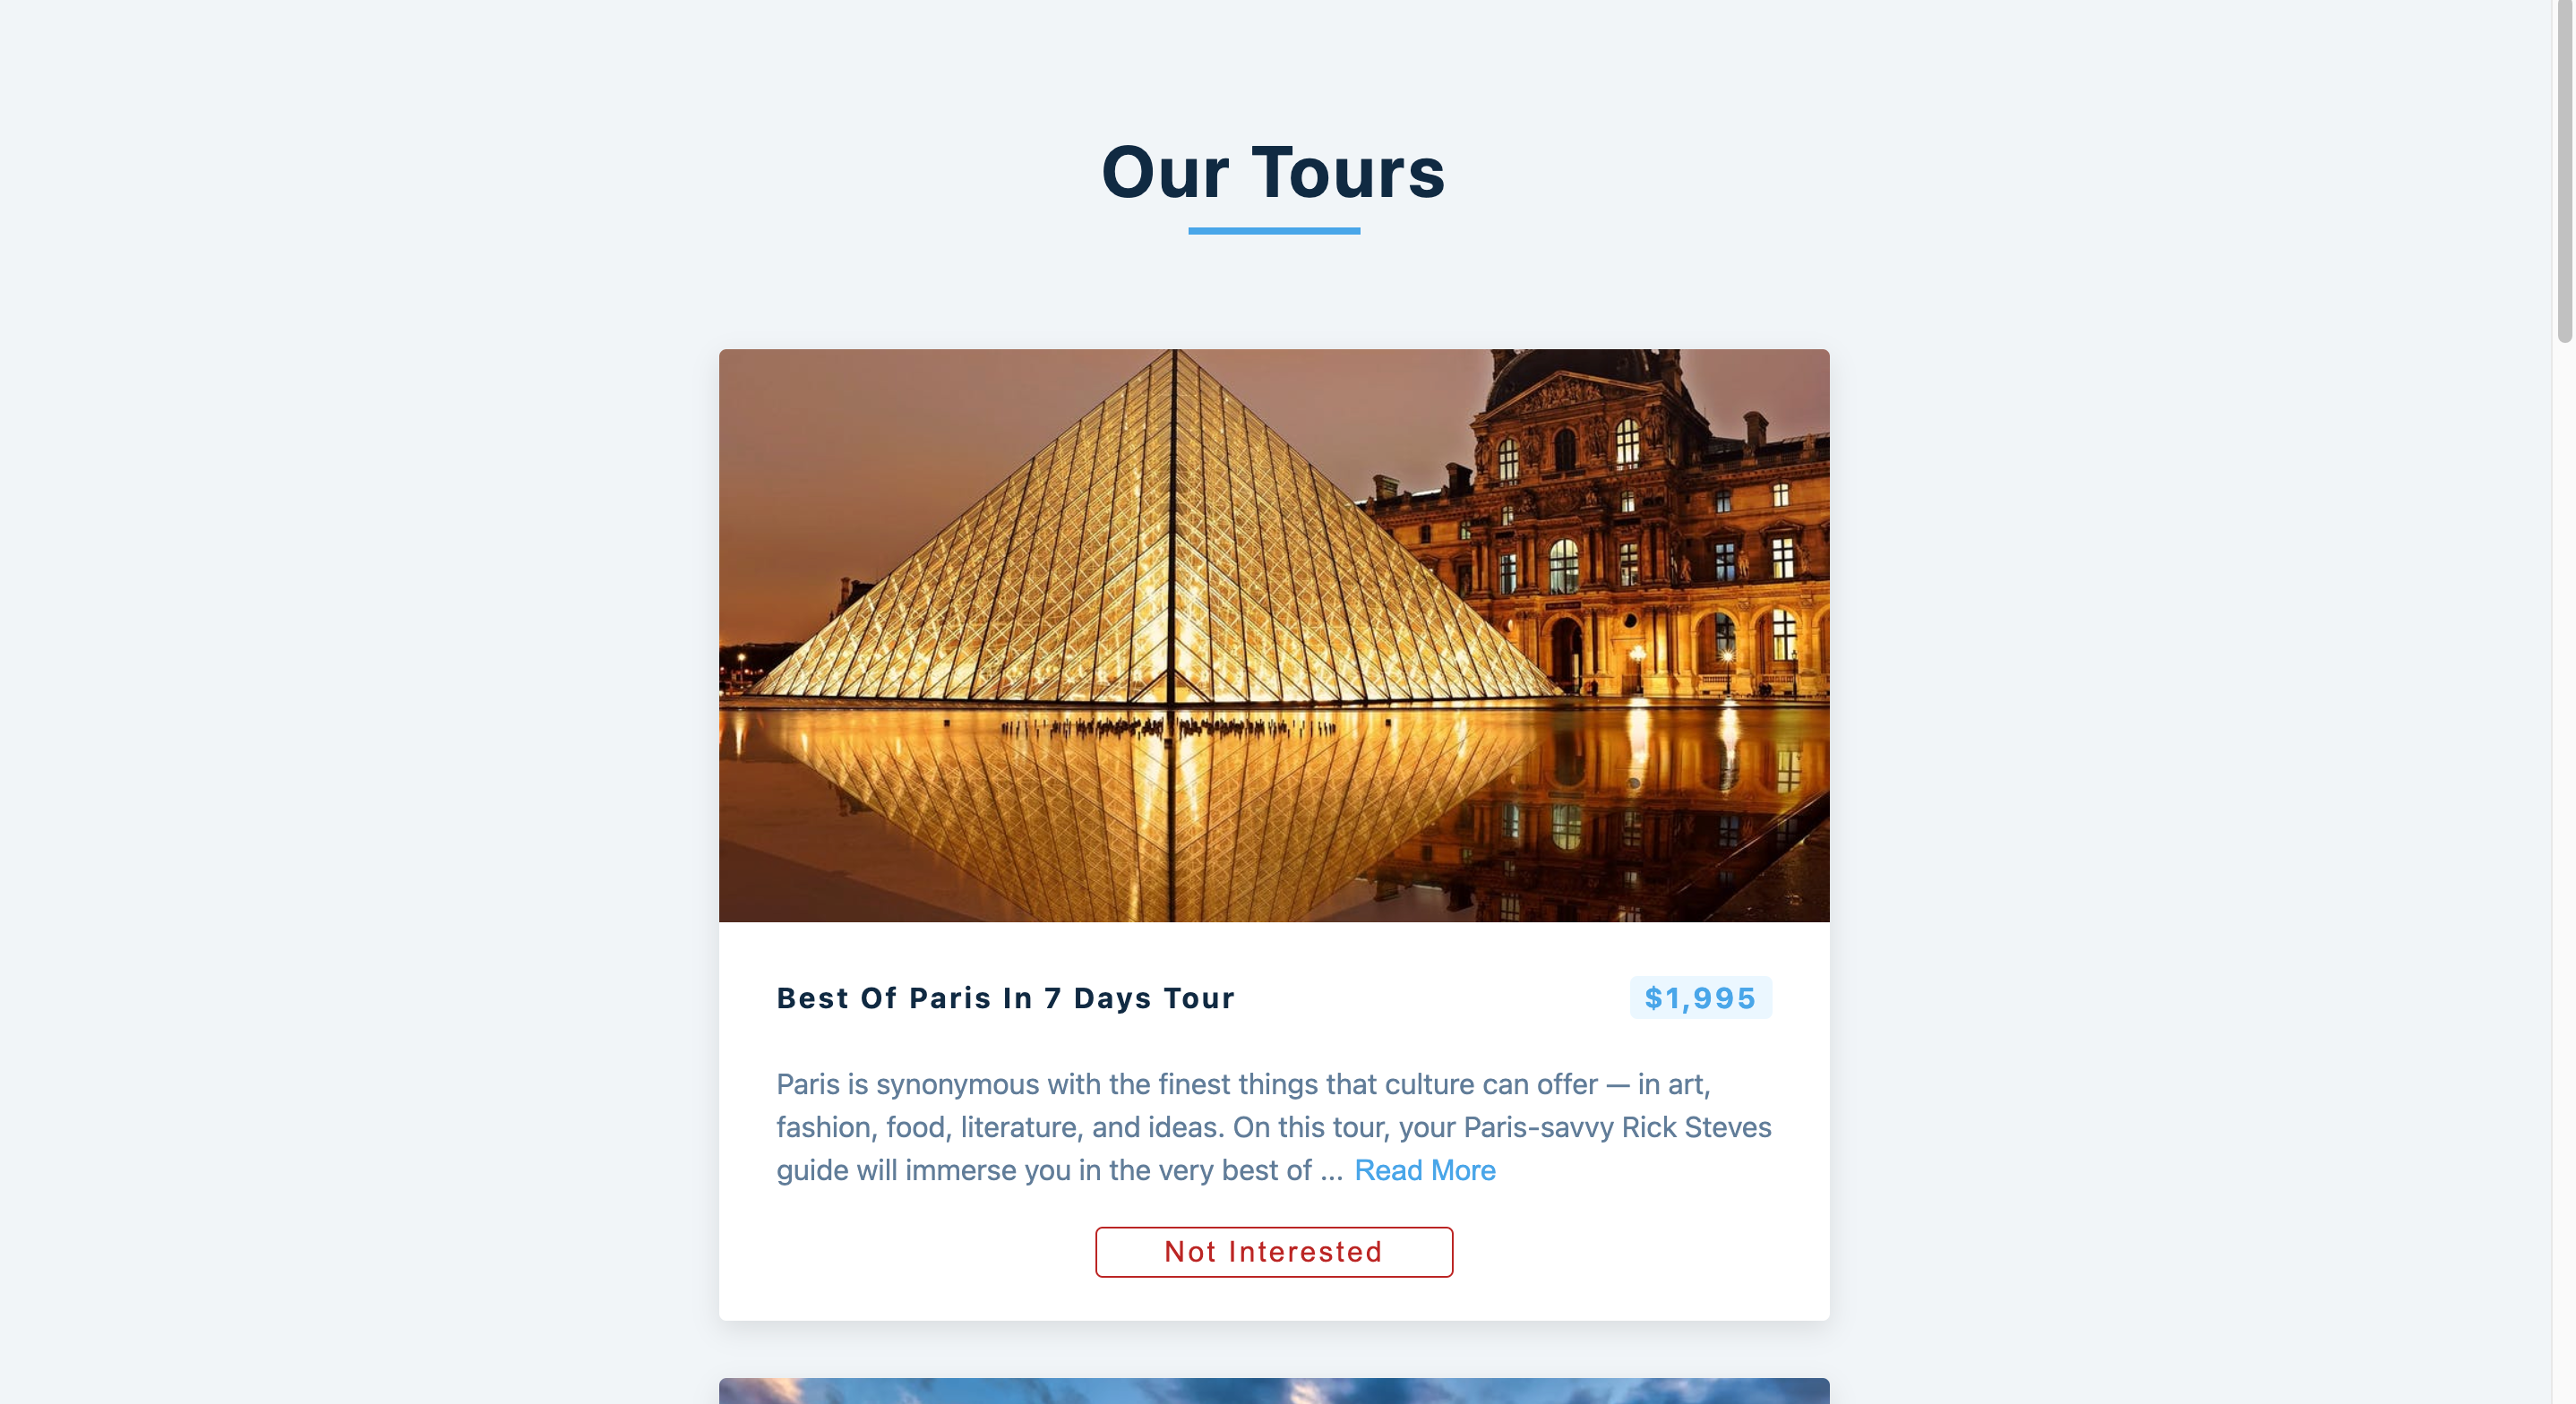 Our Tours
Best Of Paris In 7 Days Tour
$1,995
Paris is synonymous with the finest things that culture can offer — in art,
fashion, food, literature, and ideas. On this tour, your Paris-savvy Rick Steves
guide will immerse you in the very best of ... Read More
Not Interested